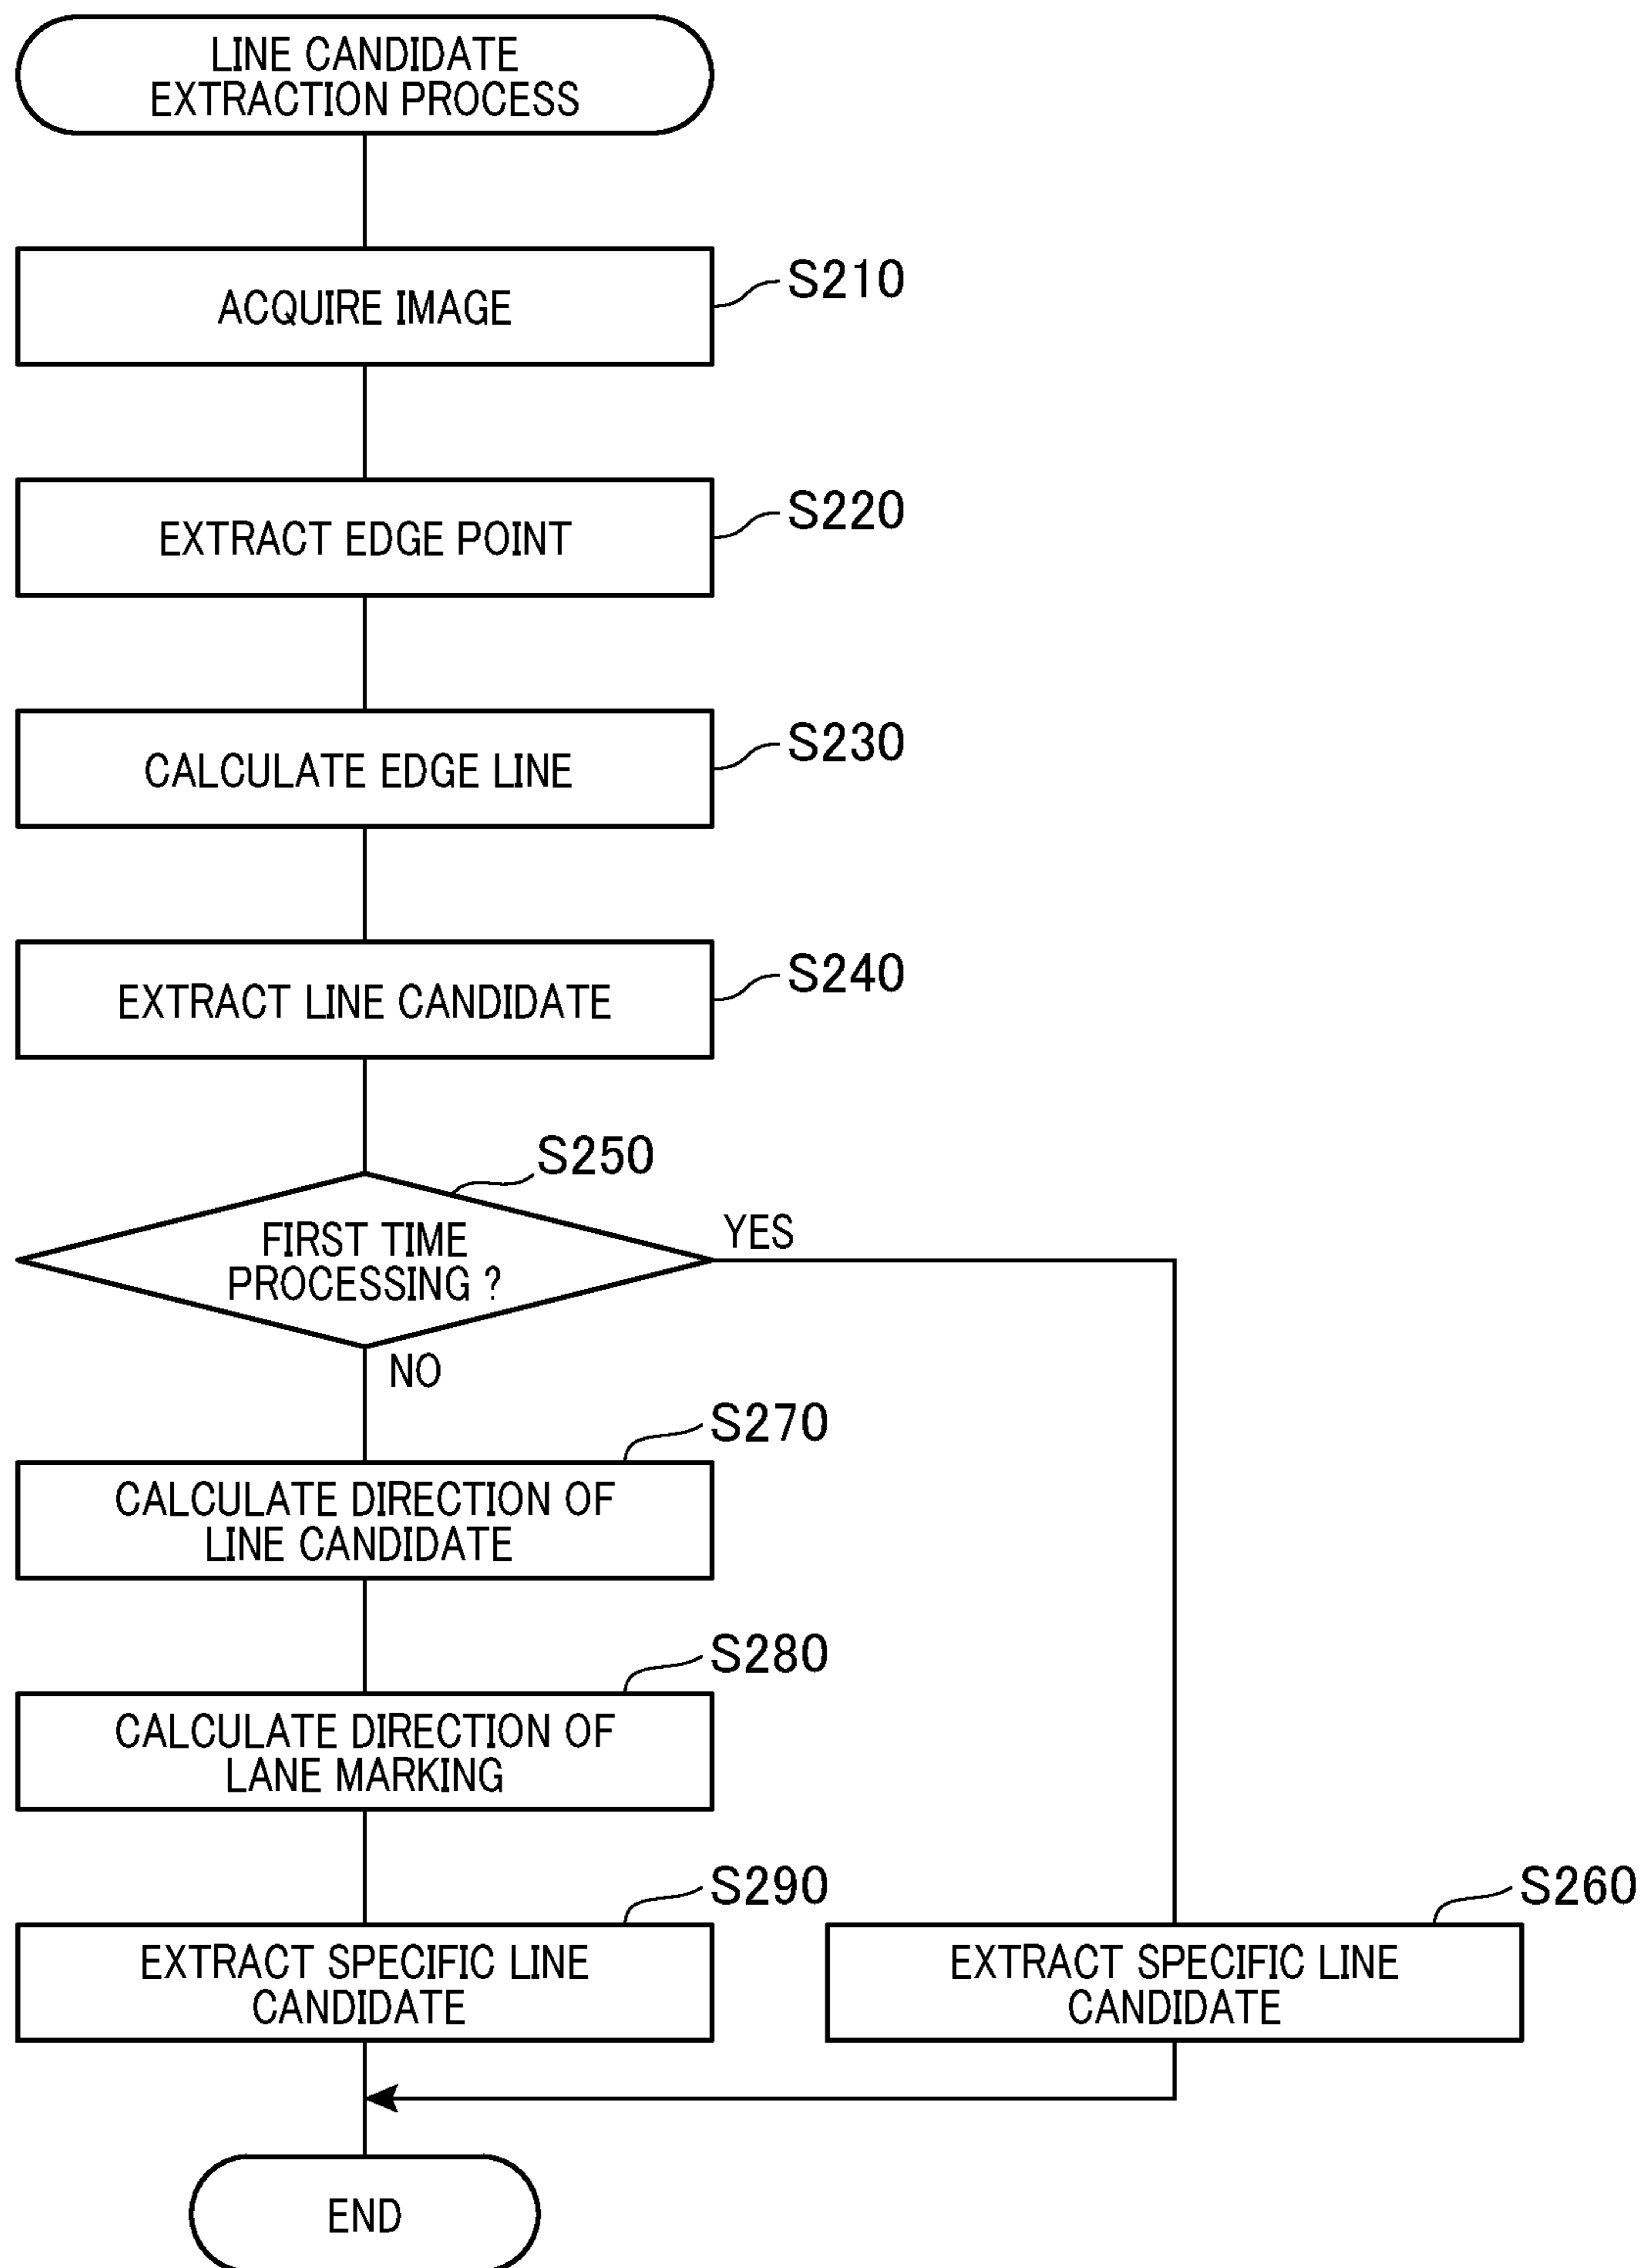 LINE CANDIDATE
EXTRACTION PROCESS
ACQUIRE IMAGE
S210
EXTRACT EDGE POINT
S220
CALCULATE EDGE LINE
S230
EXTRACT LINE CANDIDATE
S240
S250
FIRST TIME
PROCESSING ?
YES
NO
S270
CALCULATE DIRECTION OF
LINE CANDIDATE
S280
CALCULATE DIRECTION OF
LANE MARKING
S290
EXTRACT SPECIFIC LINE
CANDIDATE
S260
EXTRACT SPECIFIC LINE
CANDIDATE
END